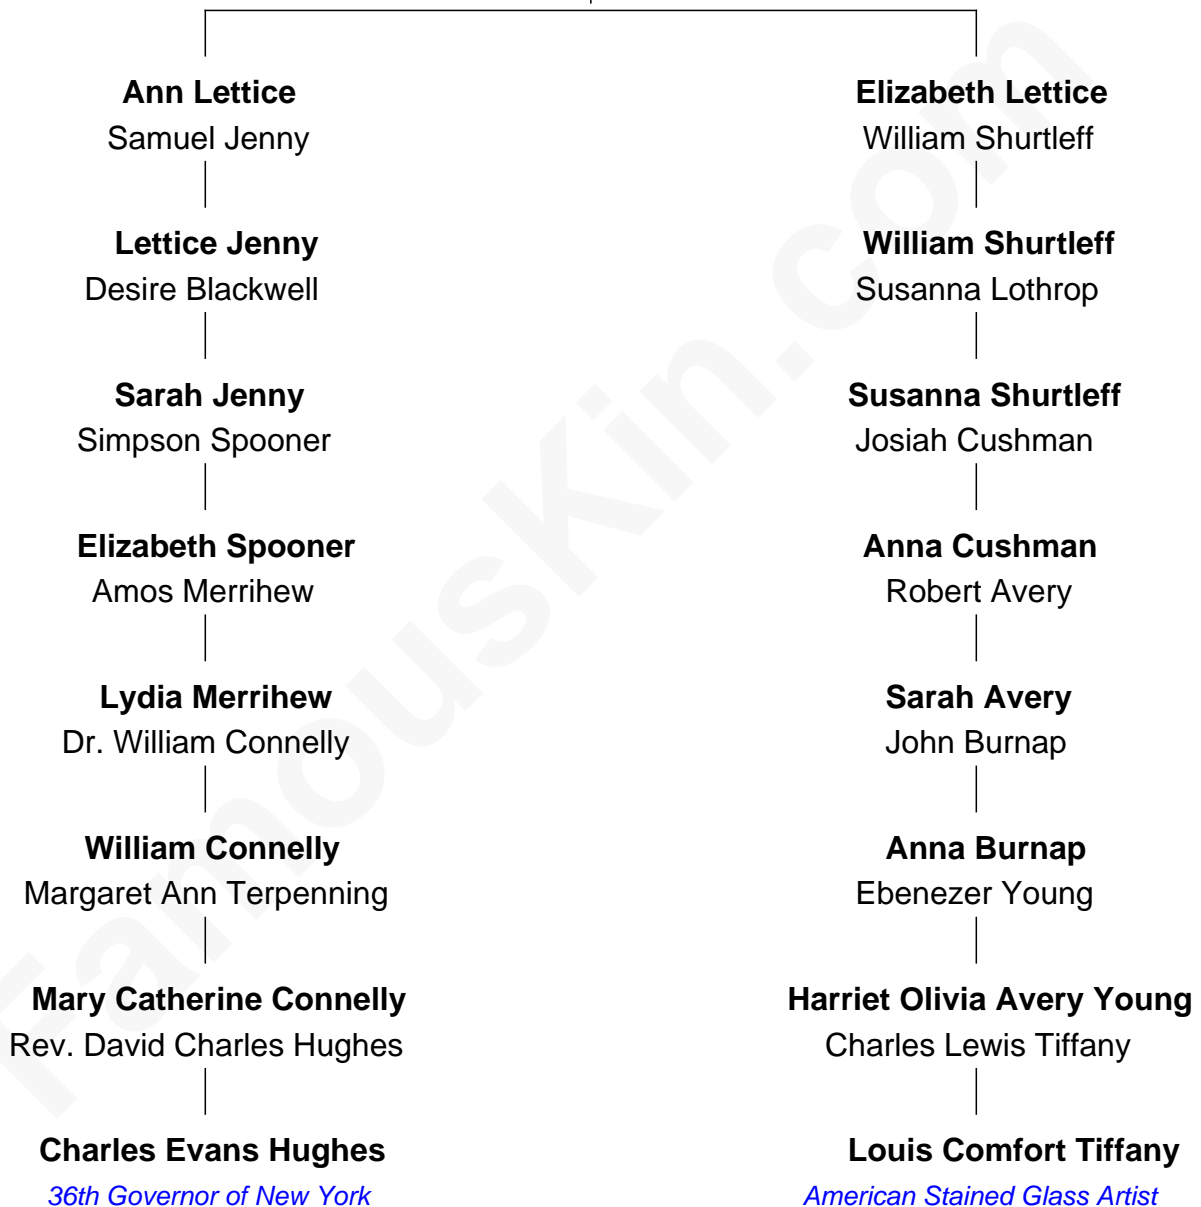 Ann Lettice
Samuel Jenny
Lettice Jenny
Desire Blackwell
Sarah Jenny
Simpson Spooner
Elizabeth Spooner
Amos Merrihew
Lydia Merrihew
Dr. William Connelly
William Connelly
Margaret Ann Terpenning
Mary Catherine Connelly
Rev. David Charles Hughes
Charles Evans Hughes
36th Governor of New York
Elizabeth Lettice
William Shurtleff
William Shurtleff
Susanna Lothrop
Susanna Shurtleff
Josiah Cushman
Anna Cushman
Robert Avery
Sarah Avery
John Burnap
Anna Burnap
Ebenezer Young
Harriet Olivia Avery Young
Charles Lewis Tiffany
Louis Comfort Tiffany
American Stained Glass Artist
FamousKin.com